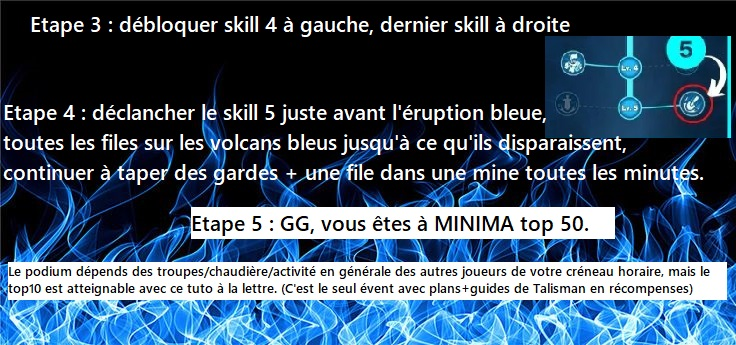 Etape 3 : débloquer skill 4 à gauche, dernier skill à droite
5
Lv. 4
Lv. 5
Etape 4 : déclancher le skill 5 juste avant l'éruption bleue,
toutes les files sur les volcans bleus jusqu'à ce qu'ils disparaissent,
continuer à taper des gardes + une file dans une mine toutes les minutes.
Etape 5 : GG, vous êtes à MINIMA top 50.
Le podium dépends des troupes/chaudière/activité en générale des autres joueurs de votre créneau horaire, mais le
top10 est atteignable avec ce tuto à la lettre. (C'est le seul évent avec plans+guides de Talisman en récompenses)